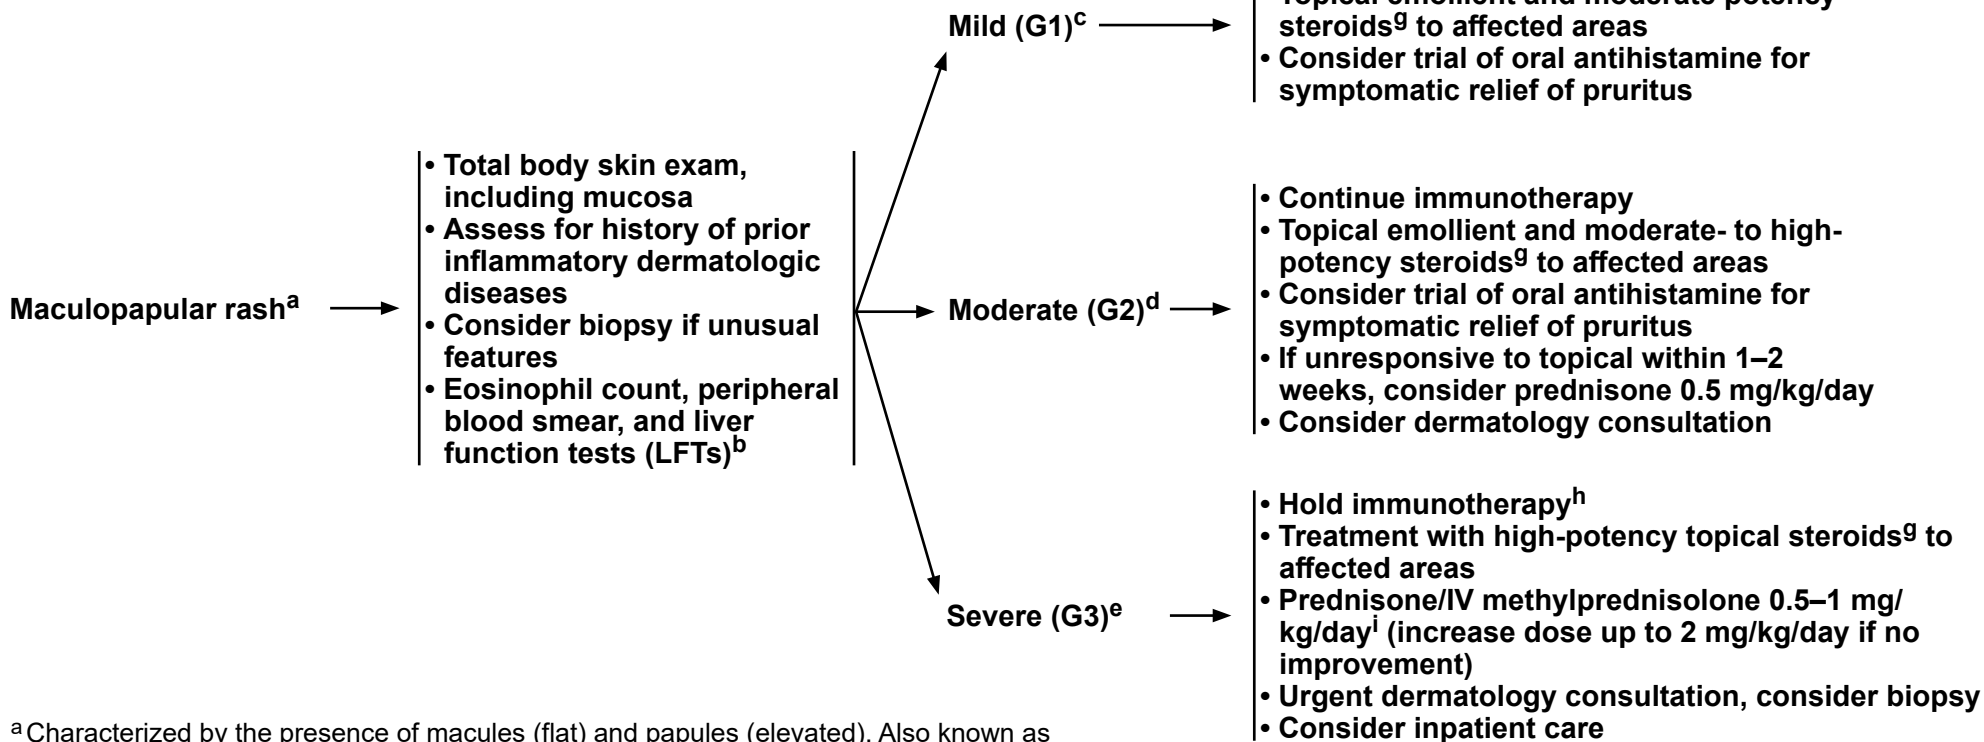 Maculopapular rashᵃ
• Total body skin exam,
including mucosa
• Assess for history of prior
inflammatory dermatologic
diseases
• Consider biopsy if unusual
features
• Eosinophil count, peripheral
blood smear, and liver
function tests (LFTs)ᵇ
Mild (G1)ᶜ
Topical emollient and moderate potency
steroidsᵍ to affected areas
• Consider trial of oral antihistamine for
symptomatic relief of pruritus
Moderate (G2)ᵈ
• Continue immunotherapy
• Topical emollient and moderate- to high-
potency steroidsᵍ to affected areas
• Consider trial of oral antihistamine for
symptomatic relief of pruritus
• If unresponsive to topical within 1–2
weeks, consider prednisone 0.5 mg/kg/day
• Consider dermatology consultation
Severe (G3)ᵉ
• Hold immunotherapyʰ
• Treatment with high-potency topical steroidsᵍ to
affected areas
• Prednisone/IV methylprednisolone 0.5–1 mg/
kg/dayⁱ (increase dose up to 2 mg/kg/day if no
improvement)
• Urgent dermatology consultation, consider biopsy
• Consider inpatient care
ᵃ Characterized by the presence of macules (flat) and papules (elevated). Also known as